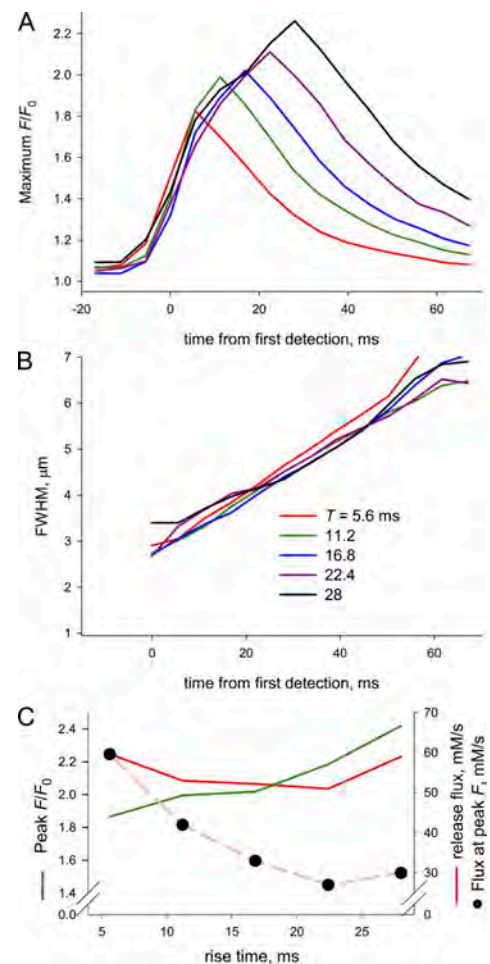 A
Maximum F/F0
2.2
2.0
1.8
1.6
1.4
1.2
1.0
-20 0 20 40 60
time from first detection, ms
B
FWHM, μm
7
6
5
4
3
2
1
T = 5.6 ms
11.2
16.8
22.4
28
0 20 40 60
time from first detection, ms
C
Peak F/F0
2.4
2.2
2.0
1.8
1.6
1.4
0.0
70
60
50
40
30
0
release flux, mM/s
Flux at peak F, mM/s
5 10 15 20 25
rise time, ms